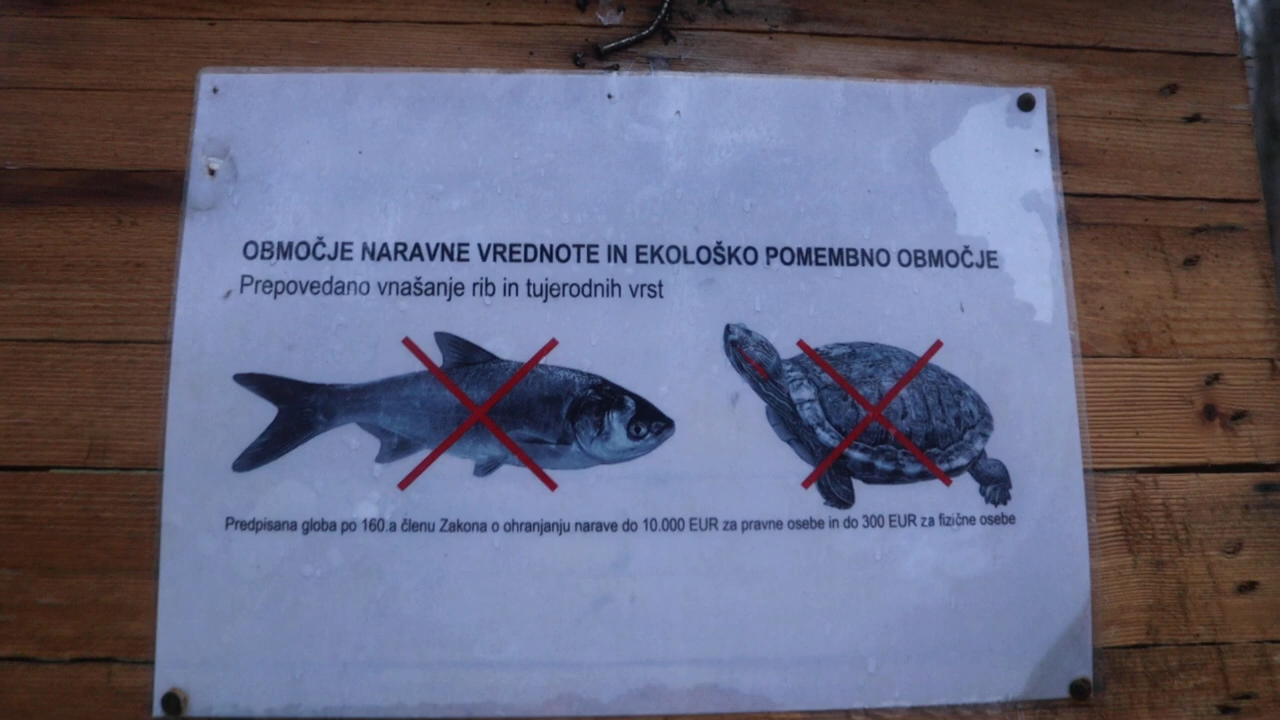 OBMOČJE NARAVNE VREDNOTE IN EKOLOŠKO POMEMBNO OBMOČJE
Prepovedano vnašanje rib in tujerodnih vrst
Predpisana globa po 160.a členu Zakona o ohranjanju narave do 10.000 EUR za pravne osebe in do 300 EUR za fizične osebe